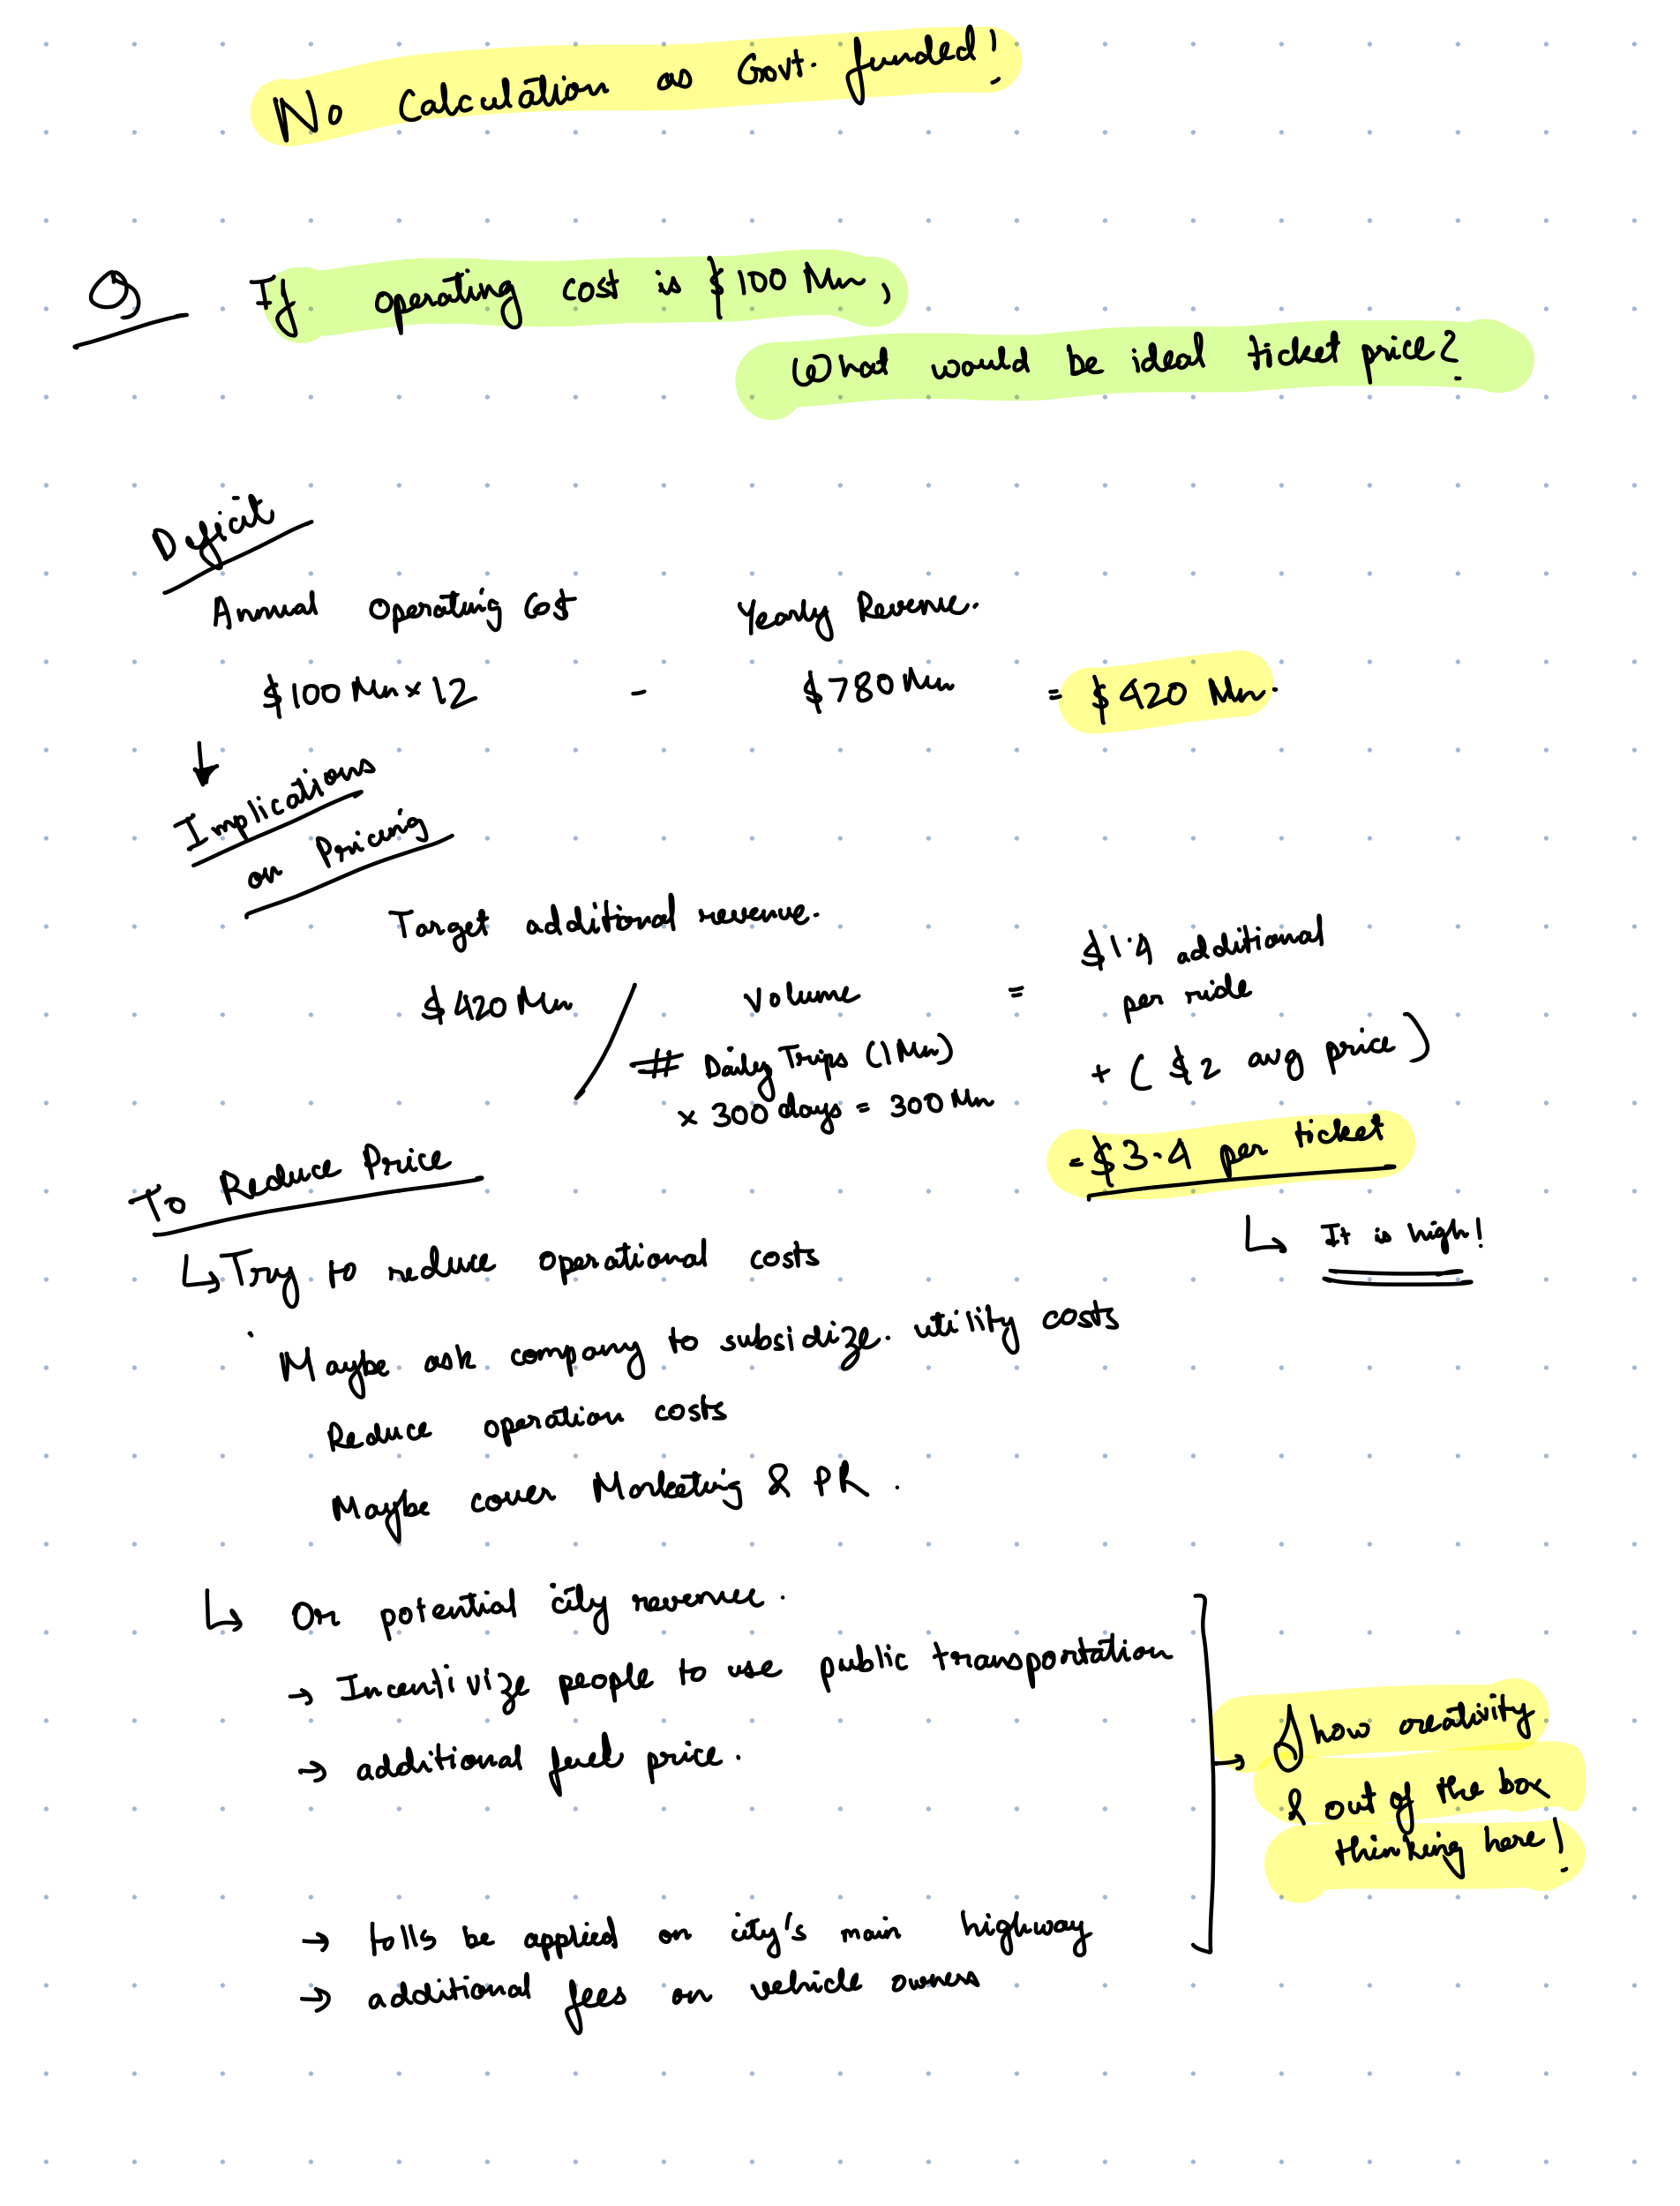 No Calculation as Govt. funded!
Q If operating cost is $100 Mn,
What would be ideal ticket price?
Deficit
Annual Operating Cost Yearly Revenue.
$100 Mn × 12 - $780 Mn = $420 Mn.
↓
Implications
on Pricing
Target additional revenue.
$420 Mn / volume = $1.4 additional
per ride
# Daily Trips (1 Mn)
× 300 days = 300 Mn
+ ($2 avg price)
= $3.4 per ticket
↳ It is high!
To Reduce Price
↳ Try to reduce operational costs
. Maybe ask company to subsidize. utility costs
Reduce operation costs
Maybe cover Marketing & PR.
↳ Or potential city revenue.
→ Incentivize people to use public transportation
→ additional fuel price.
→ Show creativity
& out of the box
thinking here!
→ tolls be applied on city's main highway
→ additional fees on vehicle owners